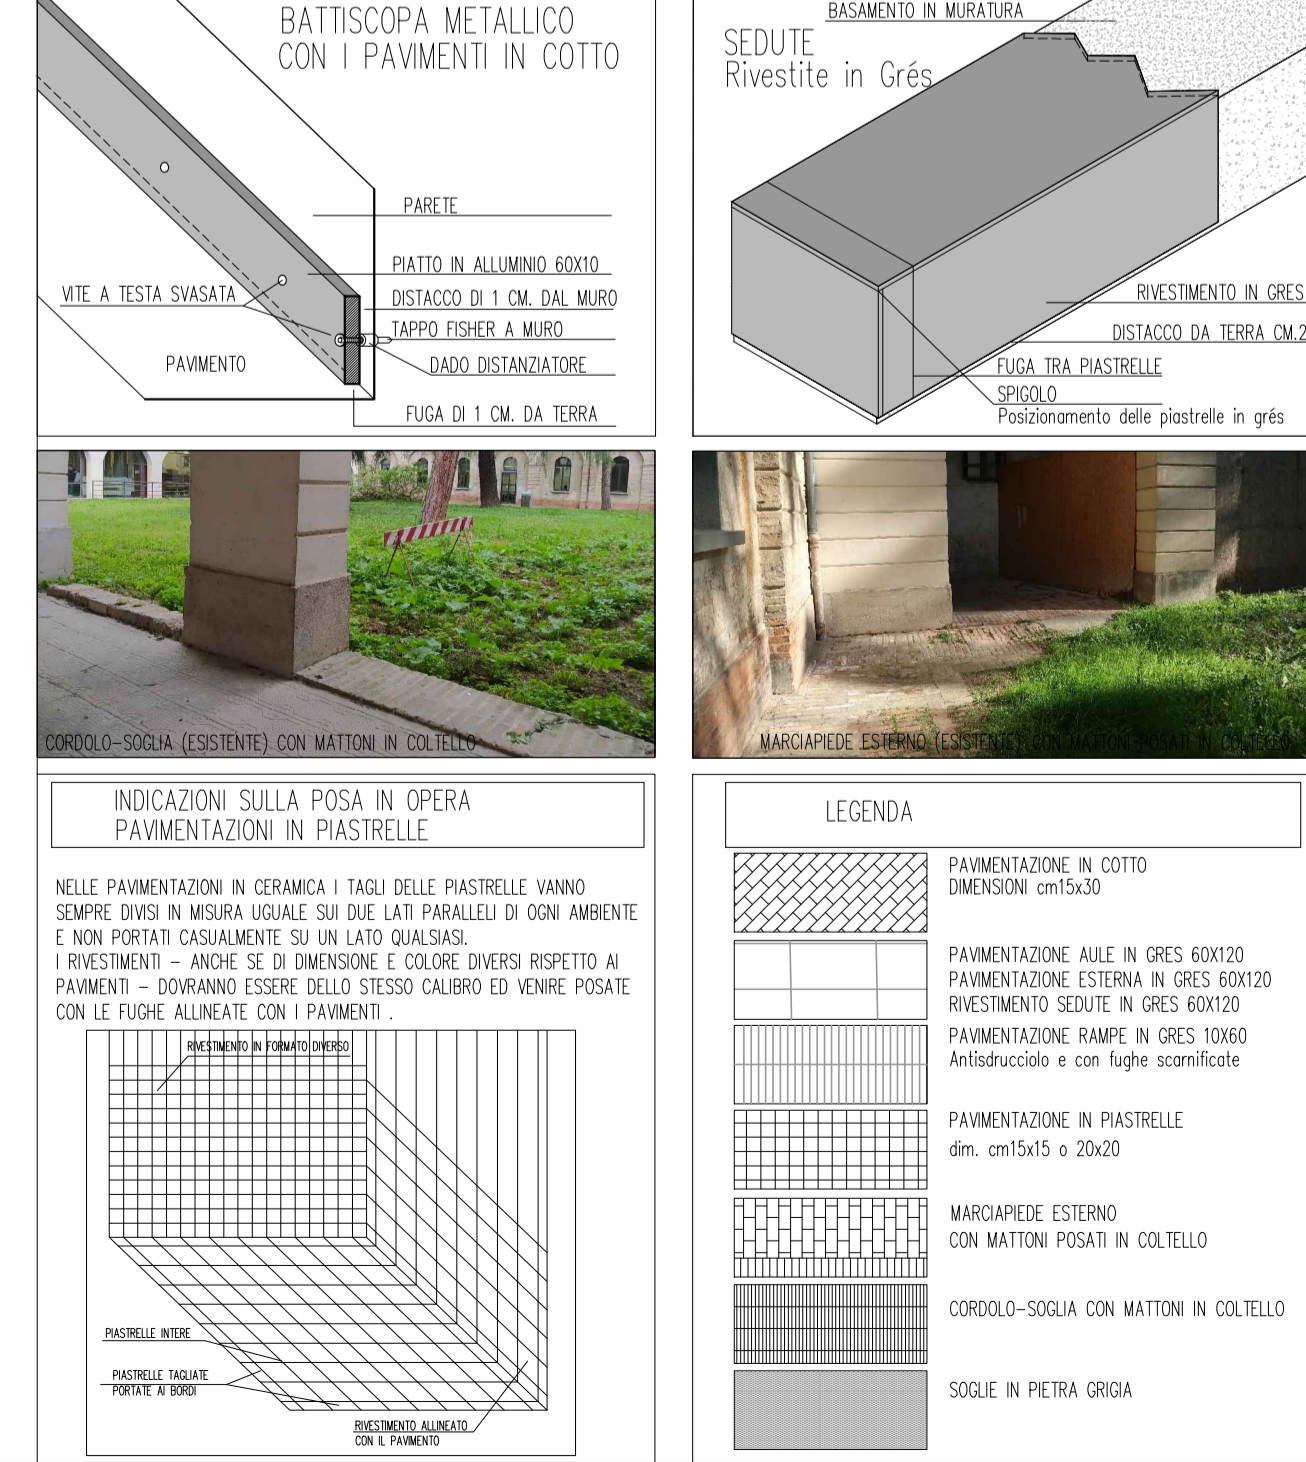 BATTISCOPA METALLICO
CON I PAVIMENTI IN COTTO
PARETE
PIATTO IN ALLUMINIO 60X10
VITE A TESTA SVASATA
DISTACCO DI 1 CM. DAL MURO
TAPPO FISHER A MURO
PAVIMENTO
DADO DISTANZIATORE
FUGA DI 1 CM. DA TERRA
BASAMENTO IN MURATURA
SEDUTE
Rivestite in Grés
RIVESTIMENTO IN GRES
DISTACCO DA TERRA CM.2
FUGA TRA PIASTRELLE
SPIGOLO
Posizionamento delle piastrelle in grés
CORDOLO-SOGLIA (ESISTENTE) CON MATTONI IN COLTELLO
MARCIAPIEDE ESTERNO (ESISTENTE) CON MATTONI POSATI IN COLTELLO
INDICAZIONI SULLA POSA IN OPERA
PAVIMENTAZIONI IN PIASTRELLE
NELLE PAVIMENTAZIONI IN CERAMICA I TAGLI DELLE PIASTRELLE VANNO
SEMPRE DIVISI IN MISURA UGUALE SUI DUE LATI PARALLELI DI OGNI AMBIENTE
E NON PORTATI CASUALMENTE SU UN LATO QUALSIASI.
I RIVESTIMENTI – ANCHE SE DI DIMENSIONE E COLORE DIVERSI RISPETTO AI
PAVIMENTI – DOVRANNO ESSERE DELLO STESSO CALIBRO ED VENIRE POSATE
CON LE FUGHE ALLINEATE CON I PAVIMENTI .
RIVESTIMENTO IN FORMATO DIVERSO
PIASTRELLE INTERE
PIASTRELLE TAGLIATE
PORTATE AI BORDI
RIVESTIMENTO ALLINEATO
CON IL PAVIMENTO
LEGENDA
PAVIMENTAZIONE IN COTTO
DIMENSIONI cm15x30
PAVIMENTAZIONE AULE IN GRES 60X120
PAVIMENTAZIONE ESTERNA IN GRES 60X120
RIVESTIMENTO SEDUTE IN GRES 60X120
PAVIMENTAZIONE RAMPE IN GRES 10X60
Antisdrucciolo e con fughe scarnificate
PAVIMENTAZIONE IN PIASTRELLE
dim. cm15x15 o 20x20
MARCIAPIEDE ESTERNO
CON MATTONI POSATI IN COLTELLO
CORDOLO-SOGLIA CON MATTONI IN COLTELLO
SOGLIE IN PIETRA GRIGIA